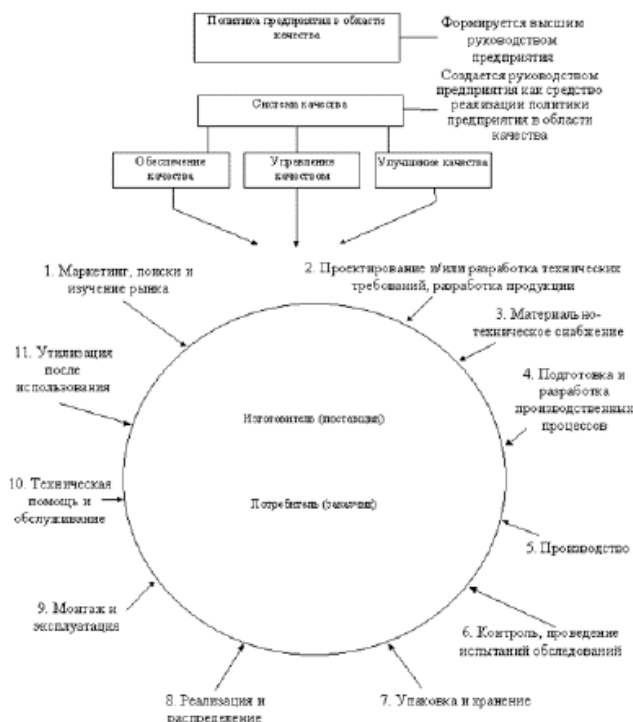 Политика предприятия в области
качества
Формируется высшим
руководством
предприятия
Система качества
Создается руководством
предприятия как средство
реализации политики
предприятия в области
качества
Обеспечение
качества
Управление
качеством
Улучшение качества
1. Маркетинг, поиски и
изучение рынка
2. Проектирование и/или разработка технических
требований, разработка продукции
3. Материально-
техническое снабжение
4. Подготовка и
разработка
производственных
процессов
5. Производство
6. Контроль, проведение
испытаний обследований
7. Упаковка и хранение
8. Реализация и
распределение
9. Монтаж и
эксплуатация
10. Техническая
помощь и
обслуживание
11. Утилизация
после
использования
Изготовитель (поставщик)
Потребитель (заказчик)